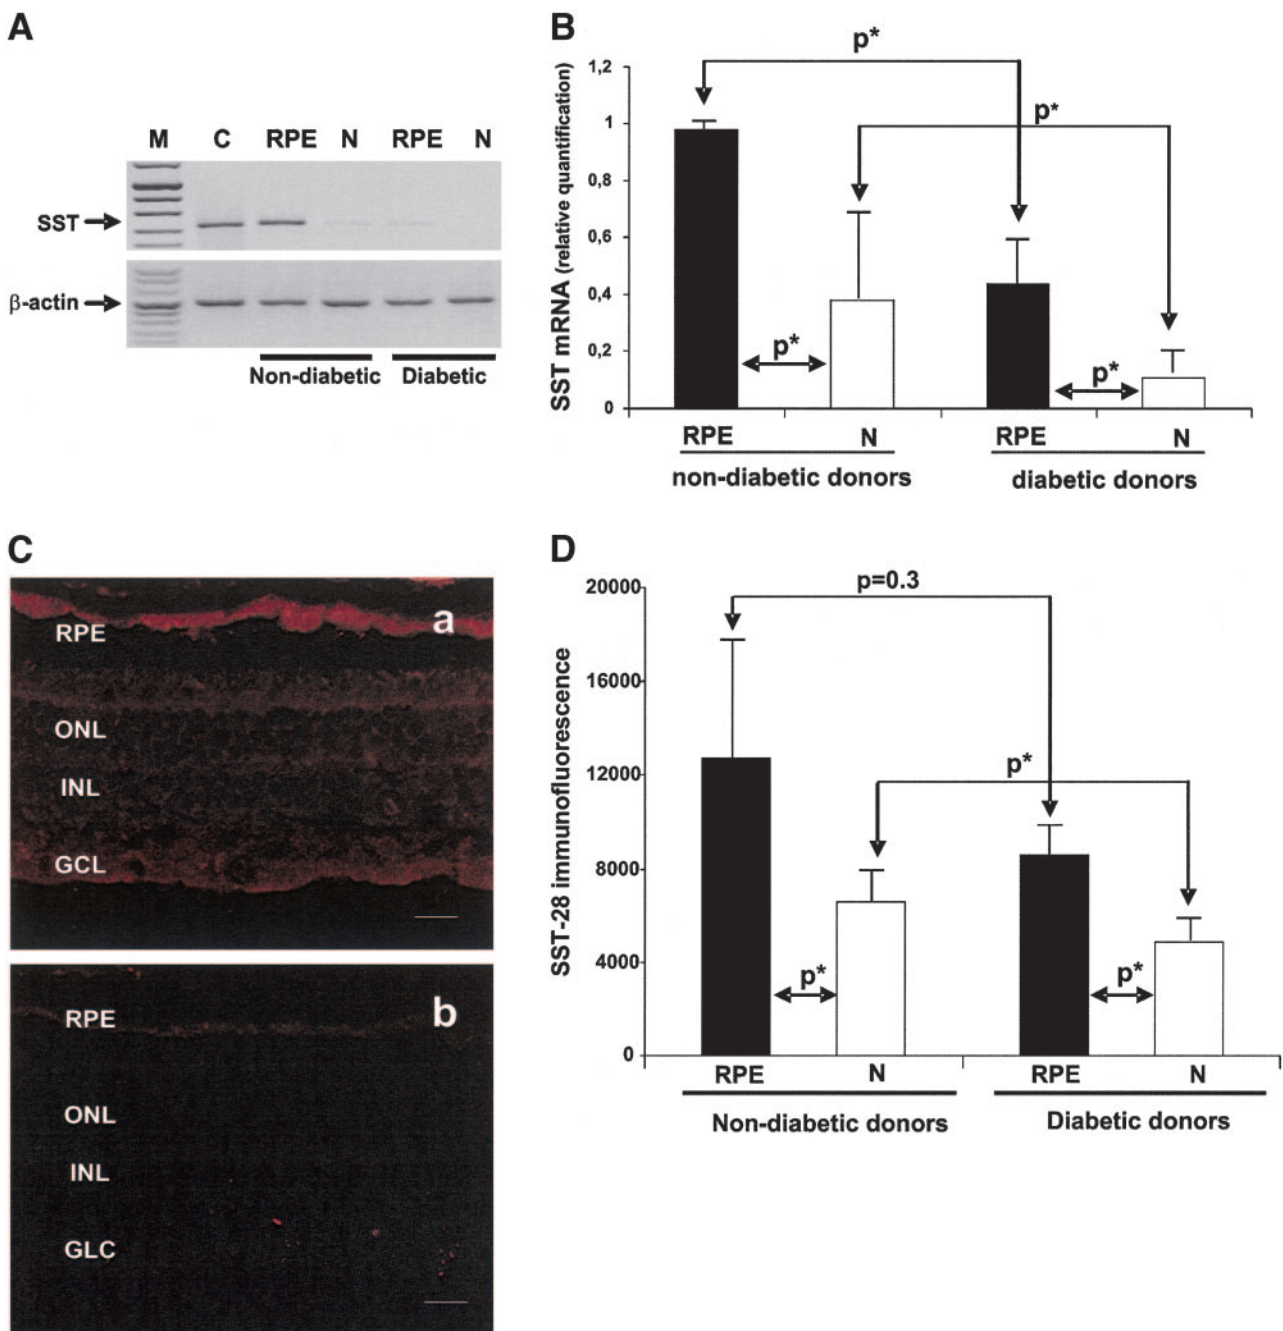 A
M C RPE N RPE N
SST
β-actin
Non-diabetic Diabetic
B
SST mRNA (relative quantification)
1,2
1
0,8
0,6
0,4
0,2
0
p*
p*
p*
p*
RPE N RPE N
non-diabetic donors diabetic donors
C
a
RPE
ONL
INL
GCL
b
RPE
ONL
INL
GLC
D
SST-28 immunofluorescence
20000
16000
12000
8000
4000
0
p=0.3
p*
p*
p*
RPE N RPE N
Non-diabetic donors Diabetic donors